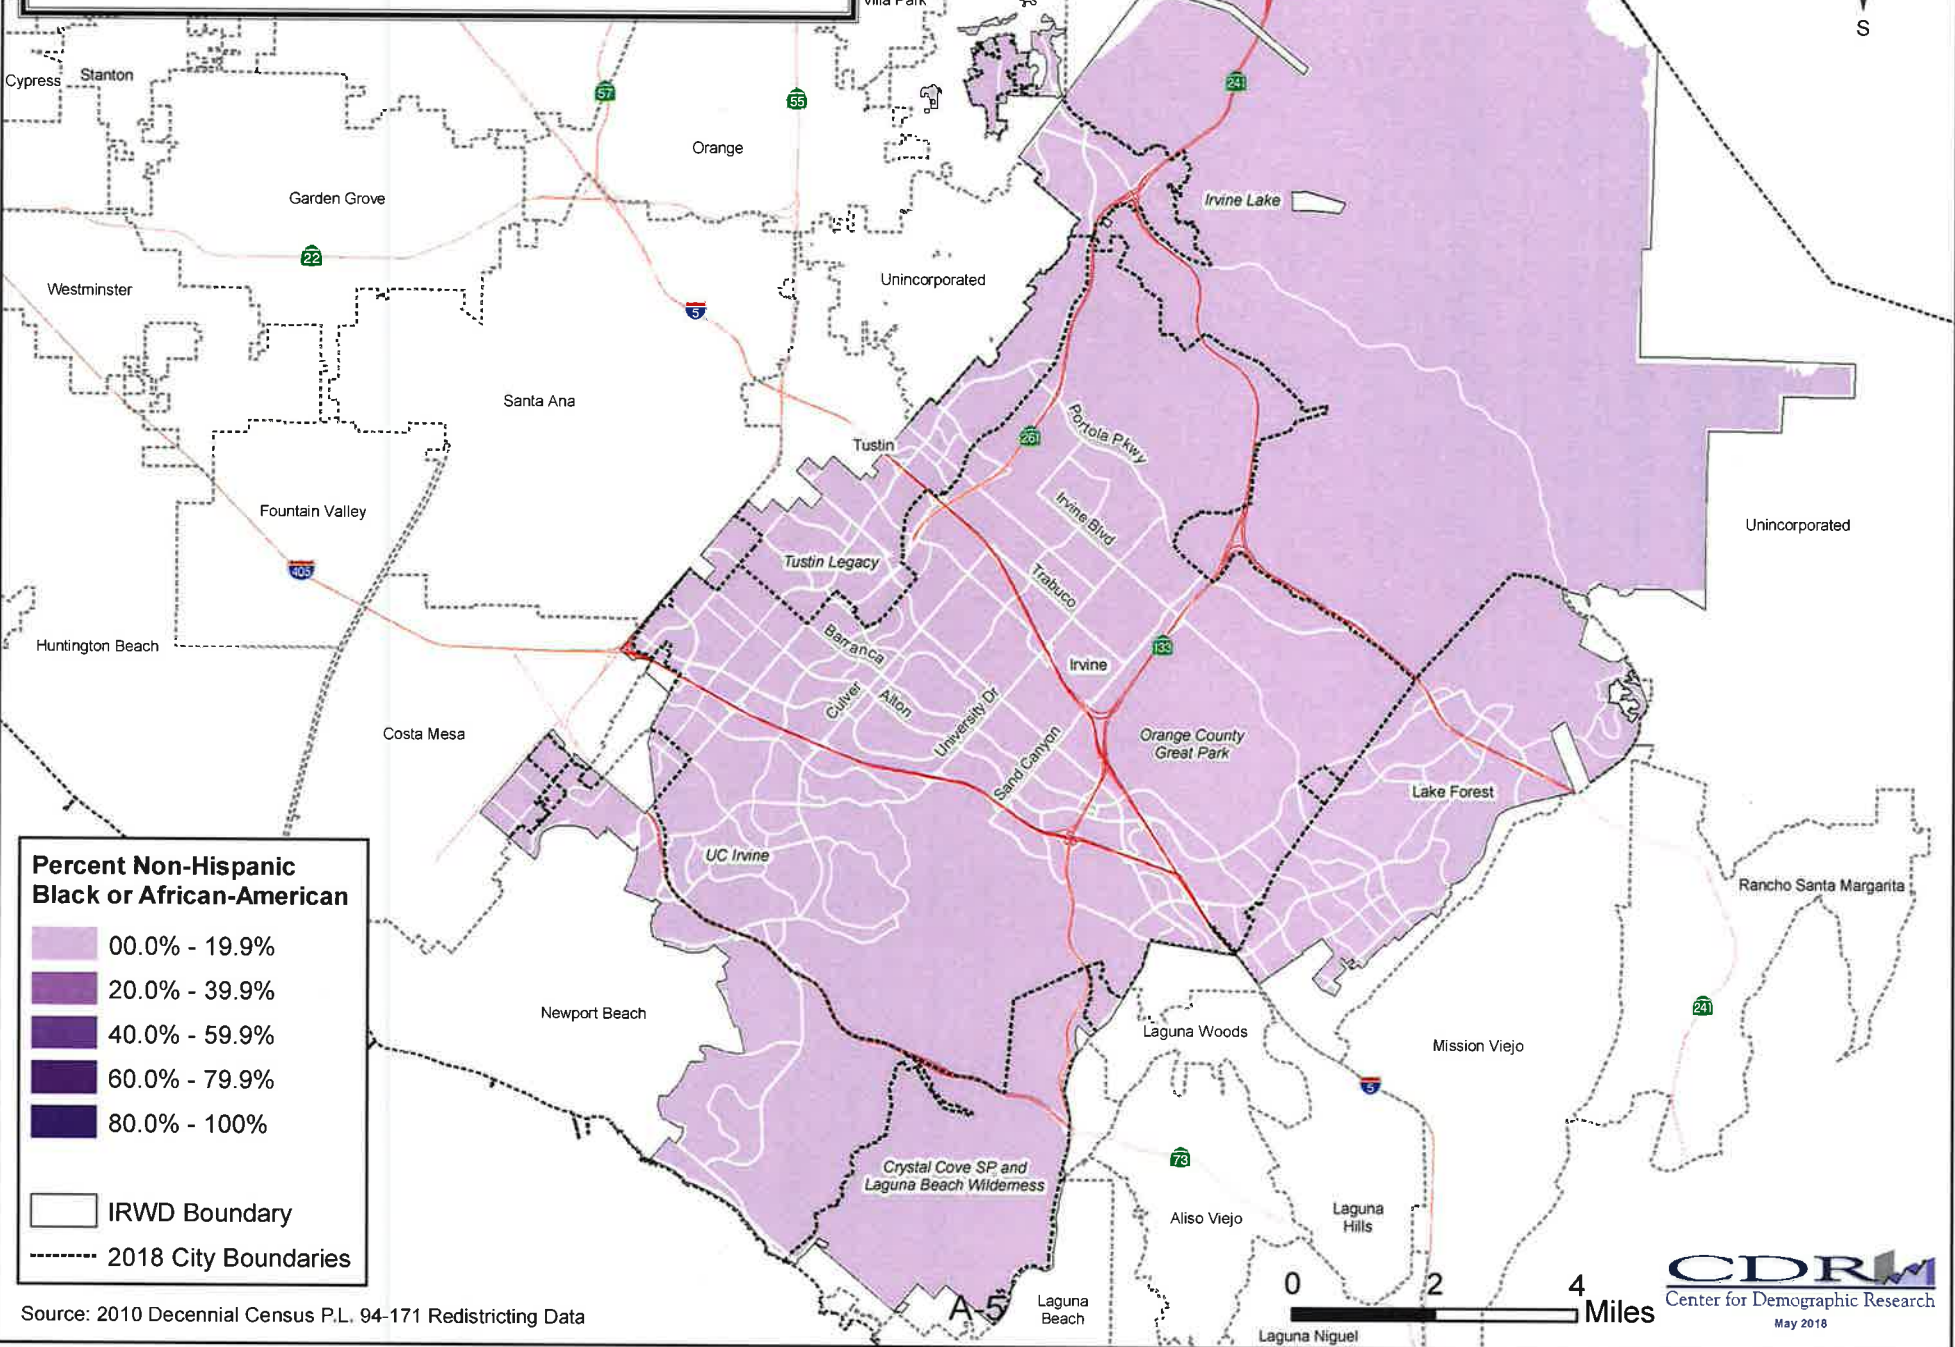 Villa Park
S
Cypress
Stanton
57
55
241
Orange
Garden Grove
Irvine Lake
22
Westminster
Unincorporated
5
Santa Ana
Tustin
261
Portola Pkwy
Fountain Valley
Irvine Blvd
Unincorporated
405
Tustin Legacy
Trabuco
Huntington Beach
Barranca
133
Irvine
Culver
Alton
University Dr
Costa Mesa
Sand Canyon
Orange County
Great Park
Lake Forest
UC Irvine
Rancho Santa Margarita
Percent Non-Hispanic
Black or African-American
00.0% - 19.9%
20.0% - 39.9%
40.0% - 59.9%
60.0% - 79.9%
80.0% - 100%
IRWD Boundary
2018 City Boundaries
Newport Beach
241
Laguna Woods
Mission Viejo
5
73
Crystal Cove SP and
Laguna Beach Wilderness
Aliso Viejo
Laguna
Hills
Source: 2010 Decennial Census P.L. 94-171 Redistricting Data
A-5
Laguna
Beach
0 2 4
Miles
Laguna Niguel
CDR
Center for Demographic Research
May 2018